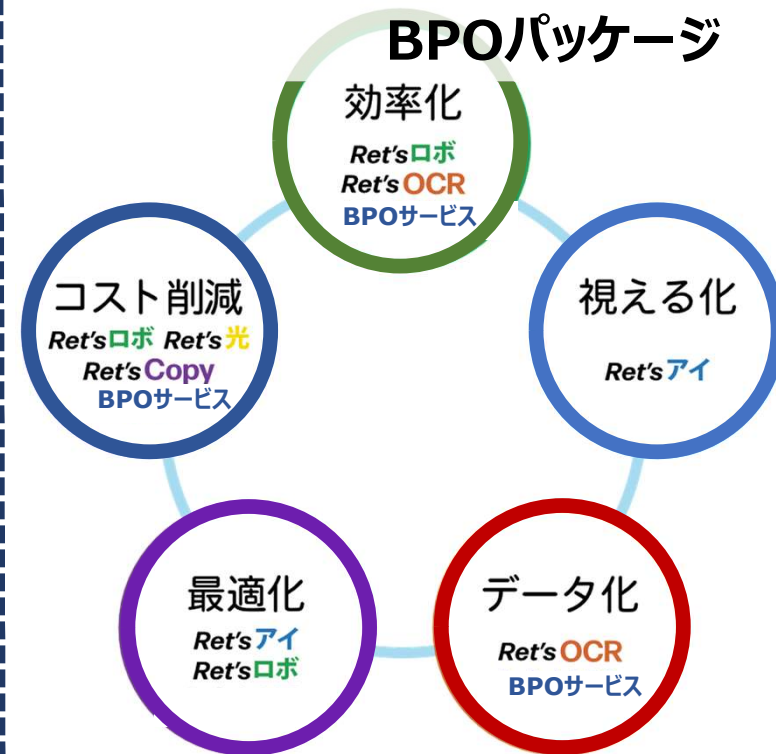 BPOパッケージ
効率化
Ret'sロボ
Ret'sOCR
BPOサービス
コスト削減
Ret'sロボ Ret's光
Ret'sCopy
BPOサービス
視える化
Ret'sアイ
最適化
Ret'sアイ
Ret'sロボ
データ化
Ret'sOCR
BPOサービス